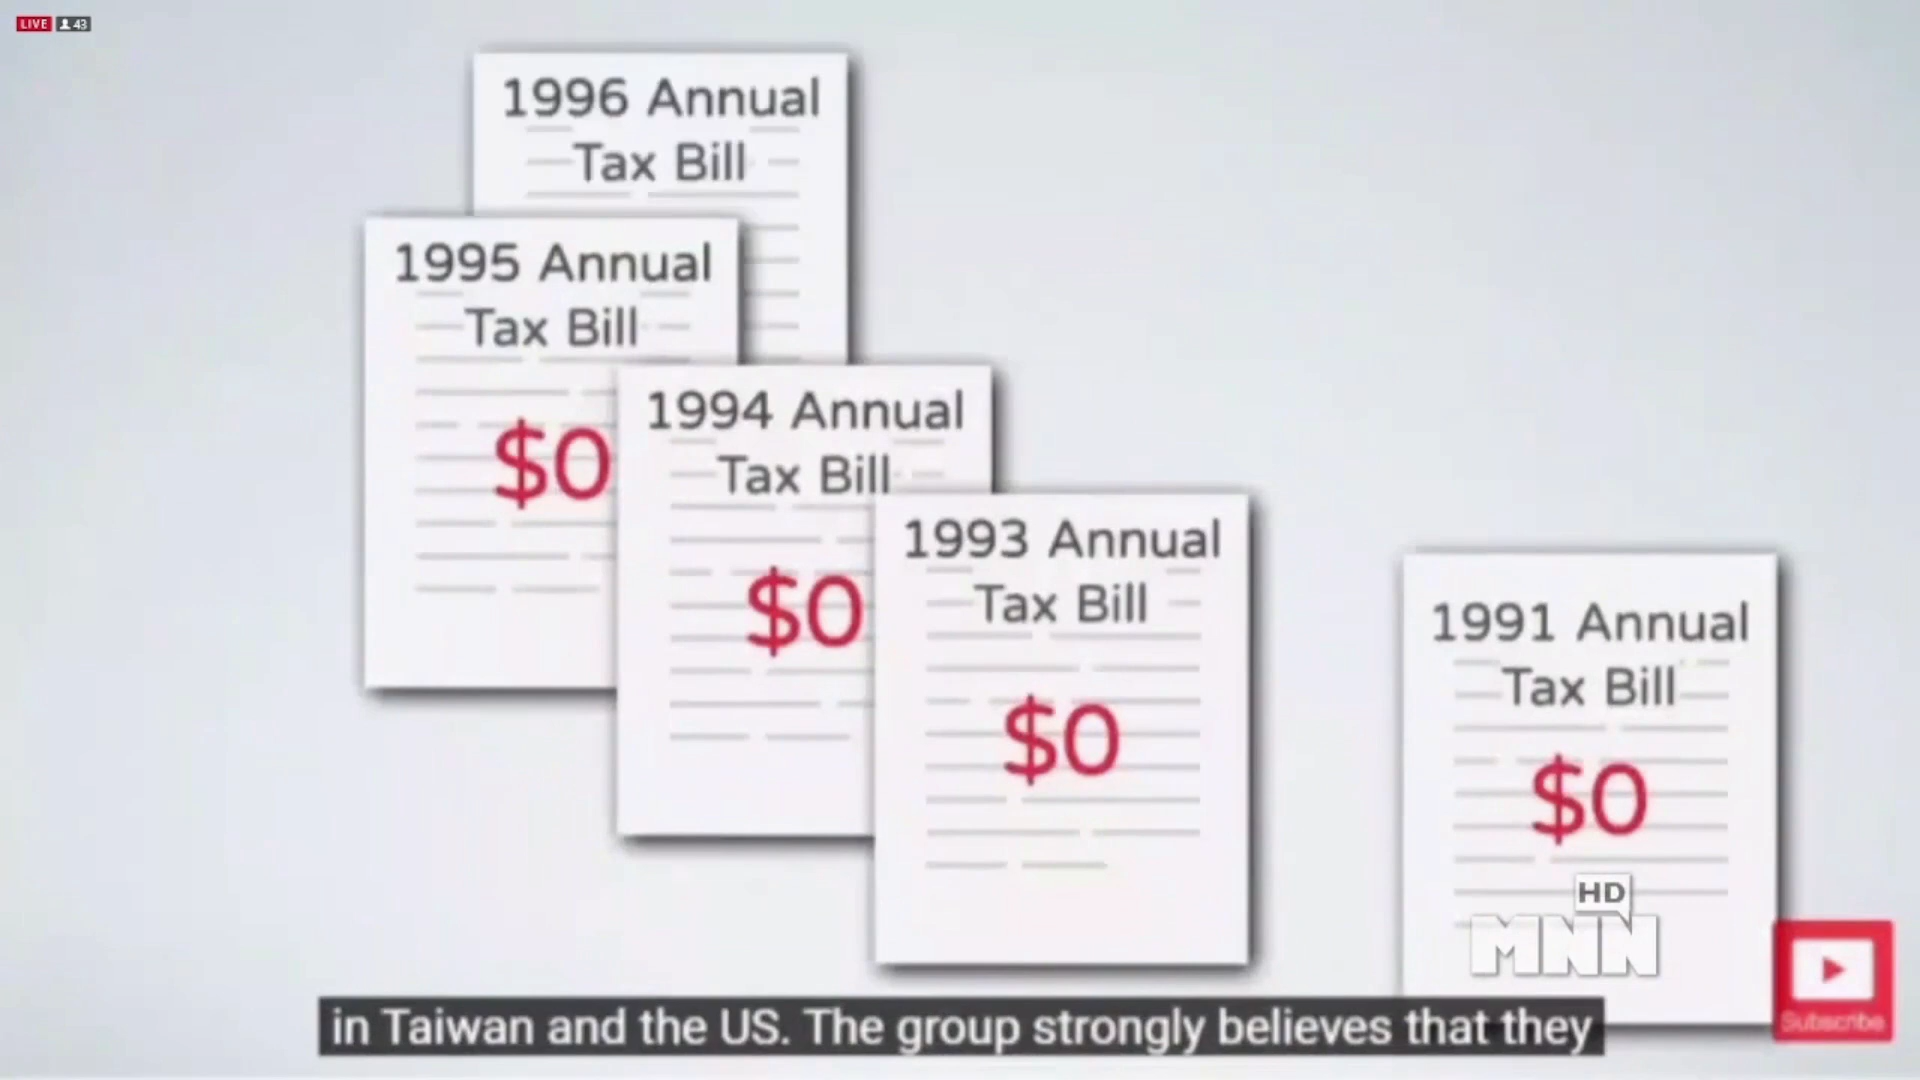 LIVE 43
1996 Annual
Tax Bill
1995 Annual
Tax Bill
$0
1994 Annual
Tax Bill
$0
1993 Annual
Tax Bill
$0
1991 Annual
Tax Bill
$0
HD
MNN
Subscribe
in Taiwan and the US. The group strongly believes that they